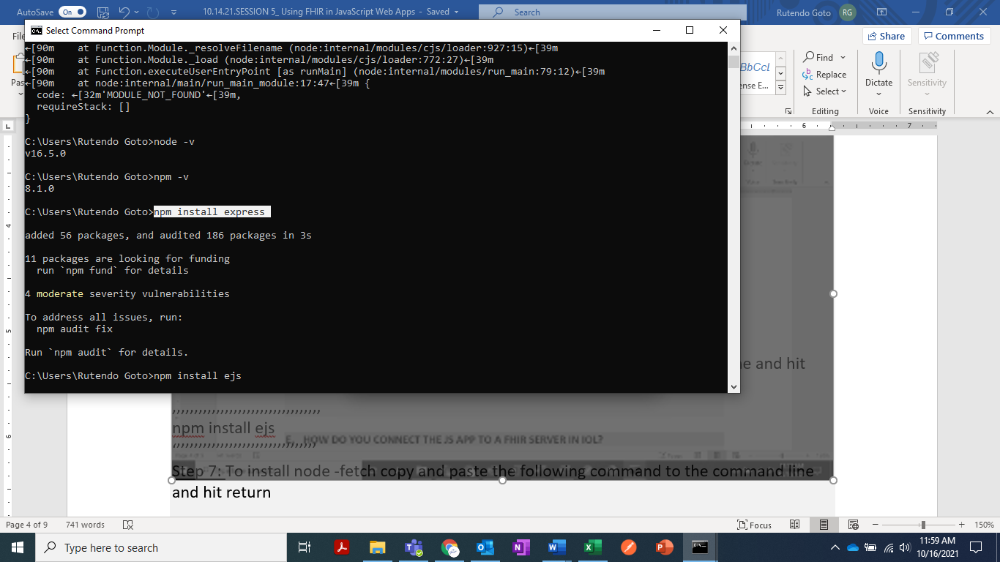 AutoSave On 10.14.21.SESSION 5_ Using FHIR in JavaScript Web Apps - Saved Search Rutendo Goto RG
Share Comments
Select Command Prompt
←[90m    at Function.Module._resolveFilename (node:internal/modules/cjs/loader:927:15)←[39m
←[90m    at Function.Module._load (node:internal/modules/cjs/loader:772:27)←[39m
←[90m    at Function.executeUserEntryPoint [as runMain] (node:internal/modules/run_main:79:12)←[39m
←[90m    at node:internal/main/run_main_module:17:47←[39m {
  code: ←[32m'MODULE_NOT_FOUND'←[39m,
  requireStack: []
}
C:\Users\Rutendo Goto>node -v
v16.5.0
C:\Users\Rutendo Goto>npm -v
8.1.0
C:\Users\Rutendo Goto>npm install express
added 56 packages, and audited 186 packages in 3s
11 packages are looking for funding
  run `npm fund` for details
4 moderate severity vulnerabilities
To address all issues, run:
  npm audit fix
Run `npm audit` for details.
C:\Users\Rutendo Goto>npm install ejs
Find
Replace
Select
Editing
Dictate
Voice
Sensitivity
Sensitivity
6 7
4
5
6
and hit
,,,,,,,,,,,,,,,,,,,,,,,,,,,,,,,,,,
npm install ejs
E. HOW DO YOU CONNECT THE JS APP TO A FHIR SERVER IN IOL?
,,,,,,,,,,,,,,,,,,,,,,,,,,,,,,,,,
Step 7: To install node -fetch copy and paste the following command to the command line
and hit return
Page 4 of 9 741 words Focus 150%
Type here to search
11:59 AM
10/16/2021